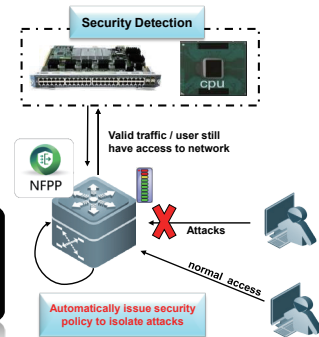 Security Detection
cpu
Valid traffic / user still
have access to network
NFPP
Attacks
normal access
Automatically issue security
policy to isolate attacks